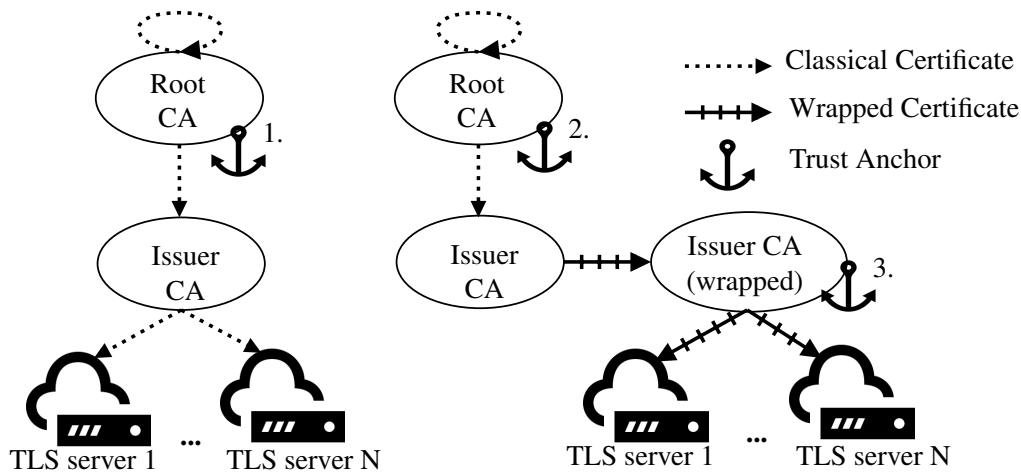 Root
CA
1.
Issuer
CA
TLS server 1
...
TLS server N
Root
CA
2.
Issuer
CA
Issuer CA
(wrapped)
3.
TLS server 1
...
TLS server N
Classical Certificate
Wrapped Certificate
Trust Anchor